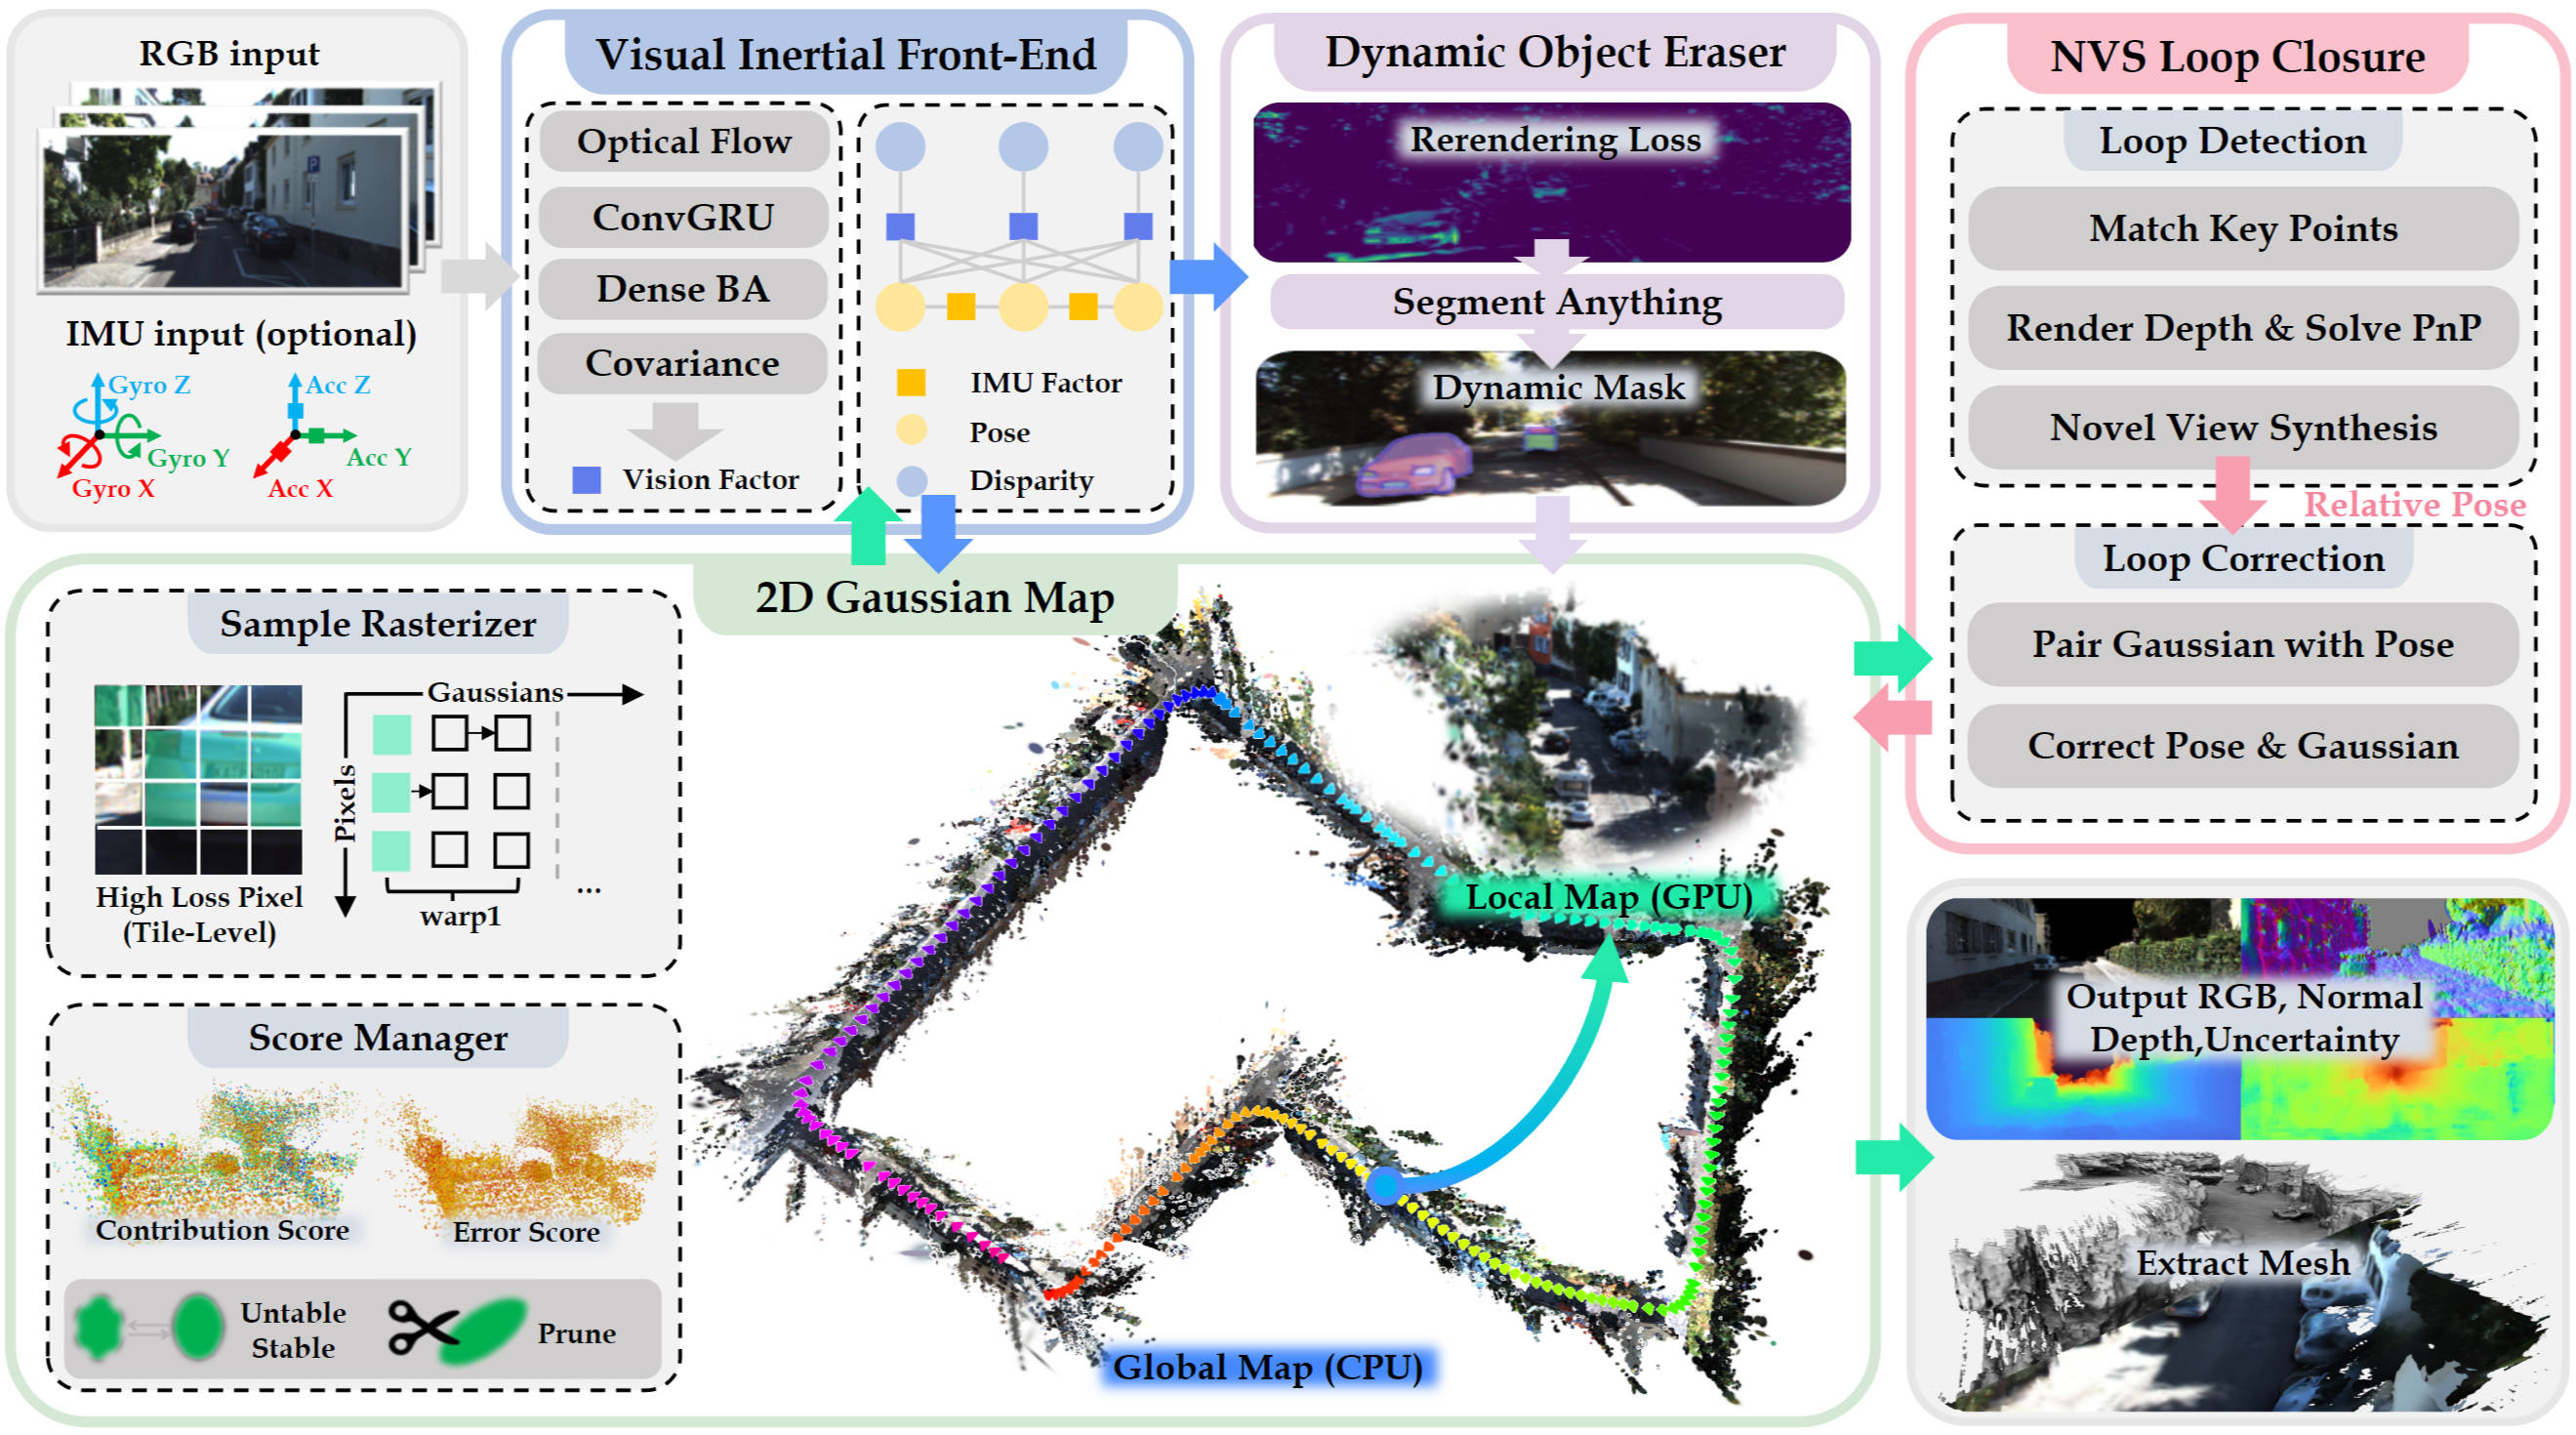 RGB input
IMU input (optional)
Gyro Z
Gyro Y
Gyro X
Acc Z
Acc Y
Acc X
Visual Inertial Front-End
Optical Flow
ConvGRU
Dense BA
Covariance
Vision Factor
IMU Factor
Pose
Disparity
Dynamic Object Eraser
Rerendering Loss
Segment Anything
Dynamic Mask
NVS Loop Closure
Loop Detection
Match Key Points
Render Depth & Solve PnP
Novel View Synthesis
Relative Pose
Loop Correction
Pair Gaussian with Pose
Correct Pose & Gaussian
2D Gaussian Map
Sample Rasterizer
Gaussians
Pixels
High Loss Pixel
(Tile-Level)
warp1
...
Score Manager
Contribution Score
Error Score
Untable
Stable
Prune
Local Map (GPU)
Global Map (CPU)
Output RGB, Normal
Depth,Uncertainty
Extract Mesh